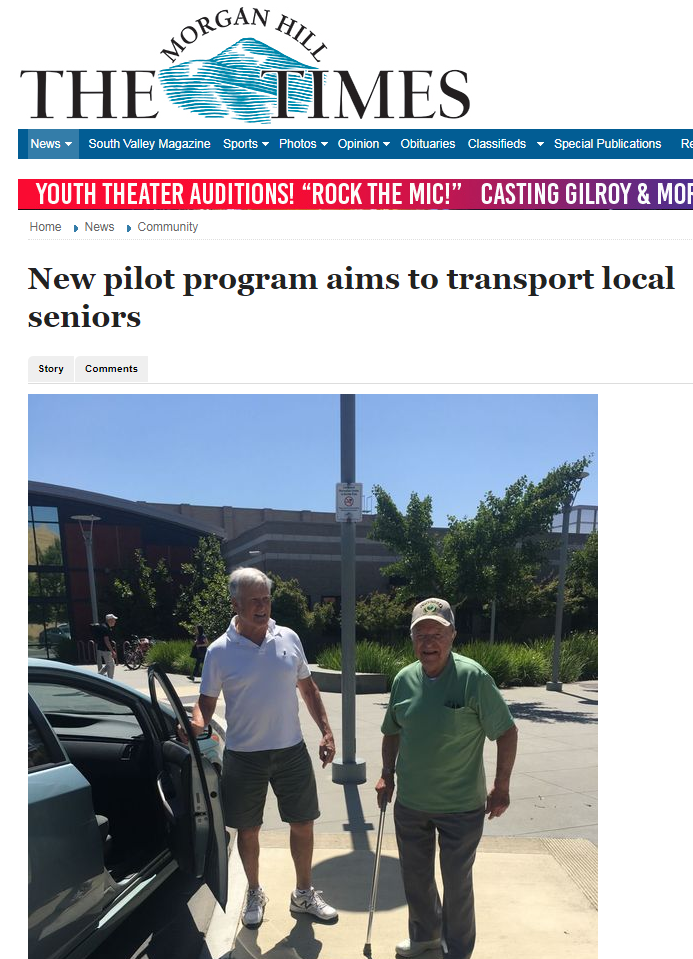 MORGAN HILL
THE TIMES
News South Valley Magazine Sports Photos Opinion Obituaries Classifieds Special Publications Re
YOUTH THEATER AUDITIONS! “ROCK THE MIC!” CASTING GILROY & MOR
Home News Community
New pilot program aims to transport local
seniors
Story Comments